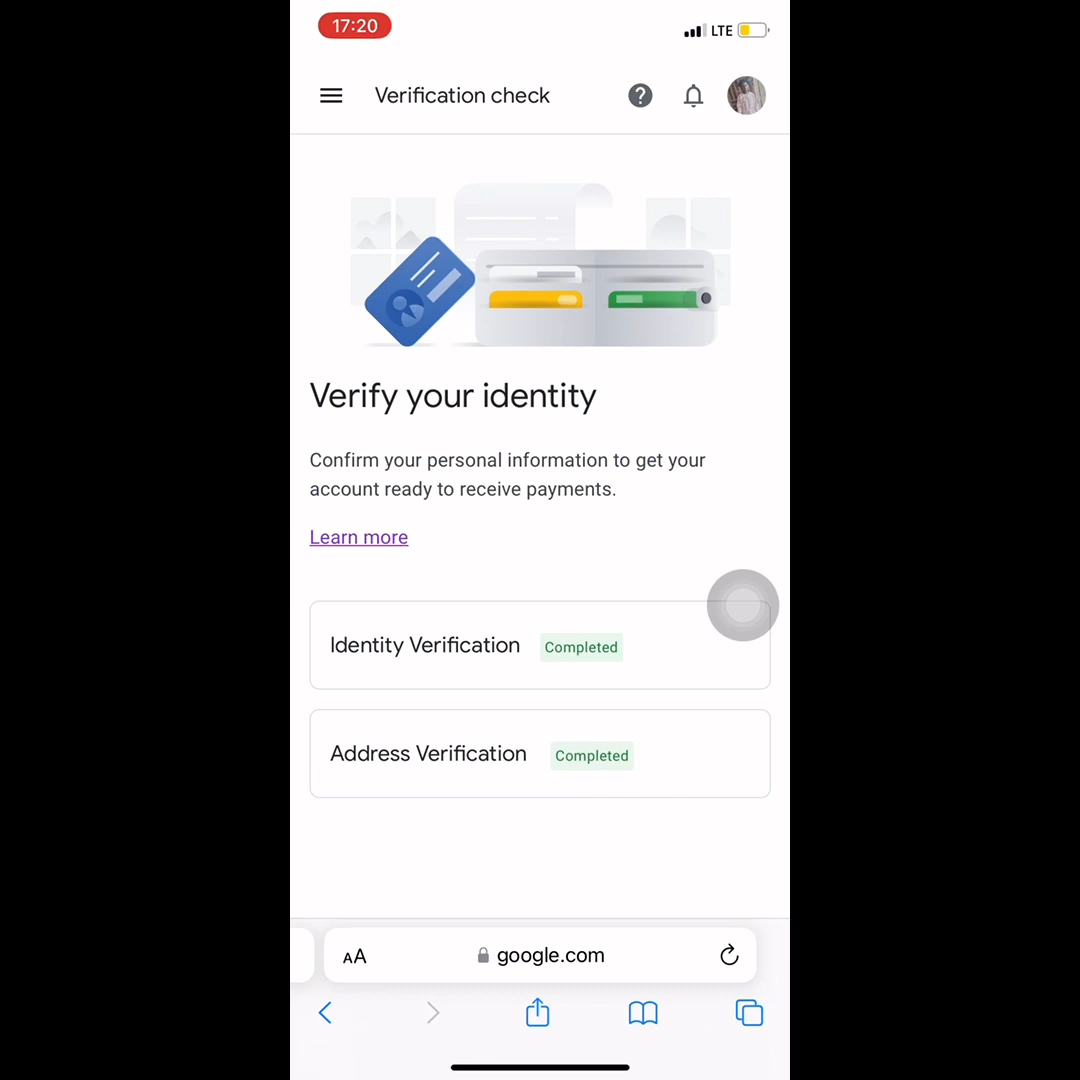 17:20
LTE
Verification check
Verify your identity
Confirm your personal information to get your
account ready to receive payments.
Learn more
Identity Verification Completed
Address Verification Completed
AA google.com